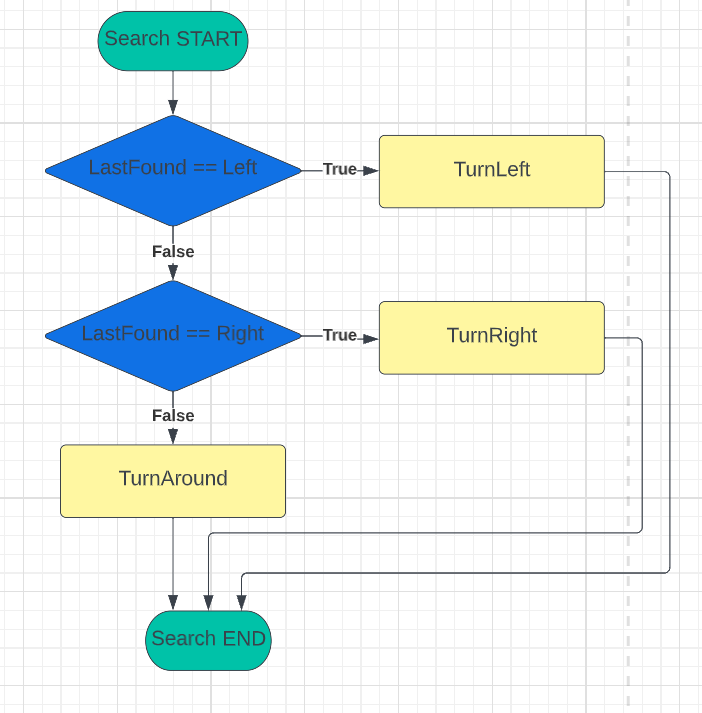 Search START
LastFound == Left
True
TurnLeft
False
LastFound == Right
True
TurnRight
False
TurnAround
Search END